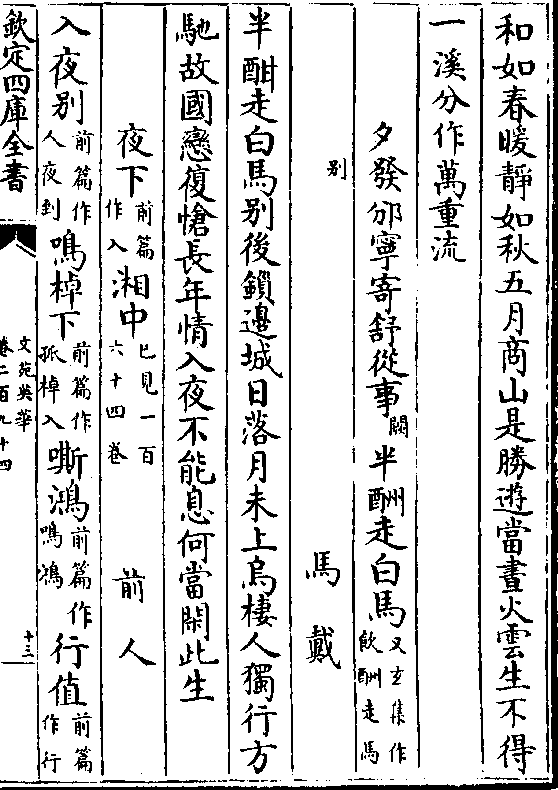 和如春暖靜如秋五月商山是勝遊當晝火雲生不得
一溪分作萬重流
夕發邠寧寄舒從事闕半酬走白馬又玄集作飲酬走馬
别
馬戴
半酣走白馬别後鎖邊城日落月未上烏棲人獨行方
馳故國戀復愴長年情入夜不能息何當閑此生
夜下前篇作入湘中已見一百六十四卷
前人
入夜别前篇作人夜到鳴棹下前篇作孤棹入嘶鴻前篇作鳴鴻行值前篇作行
欽定四庫全書
文苑英華
卷二百九十四
十三